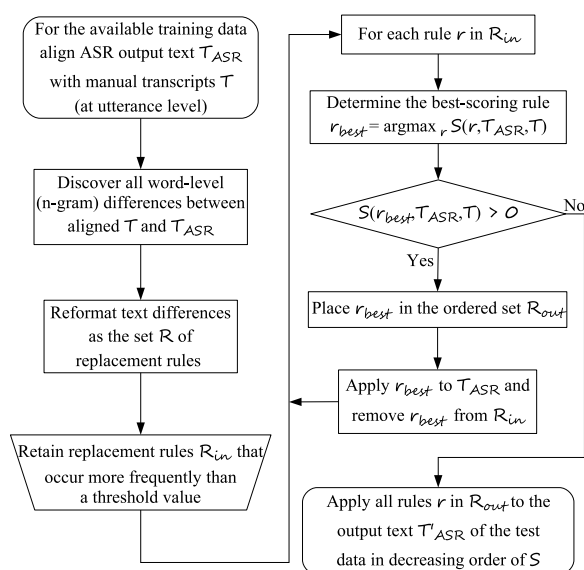 For the available training data
align ASR output text T_ASR
with manual transcripts T
(at utterance level)
Discover all word-level
(n-gram) differences between
aligned T and T_ASR
Reformat text differences
as the set R of
replacement rules
Retain replacement rules R_in that
occur more frequently than
a threshold value
For each rule r in R_in
Determine the best-scoring rule
r_best = argmax_r S(r,T_ASR,T)
S(r_best,T_ASR,T) > 0
No
Yes
Place r_best in the ordered set R_out
Apply r_best to T_ASR and
remove r_best from R_in
Apply all rules r in R_out to the
output text T'_ASR of the test
data in decreasing order of S